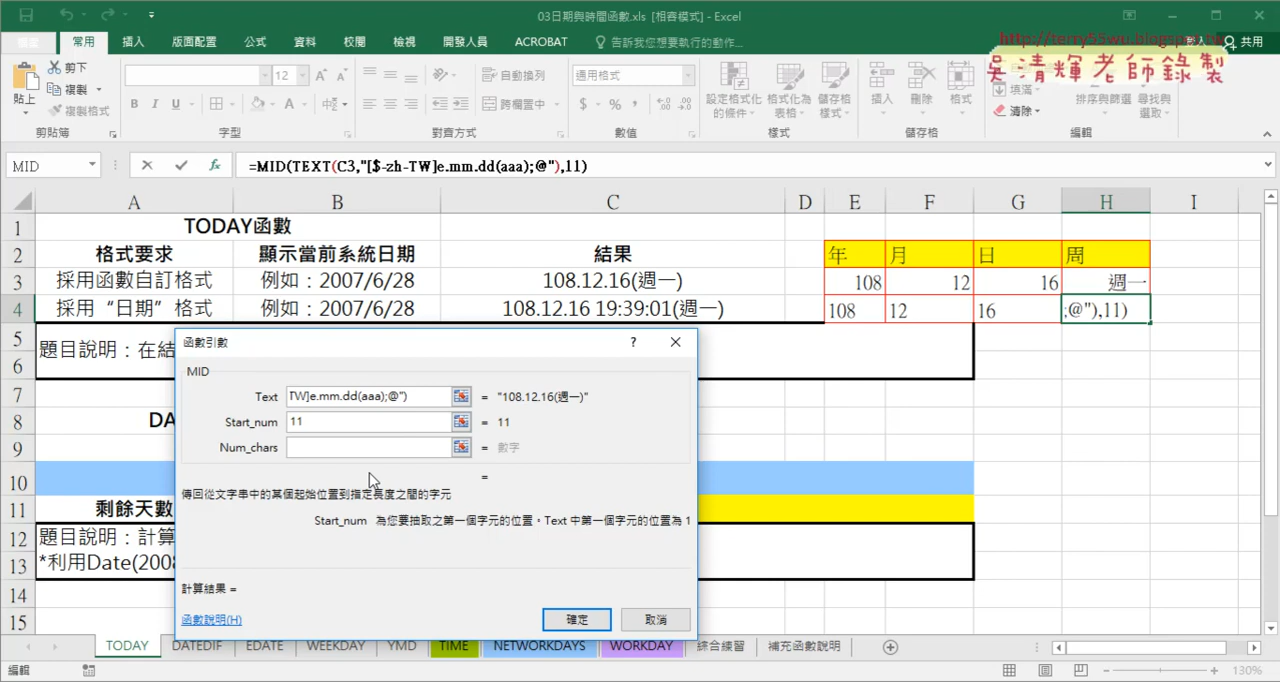 03日期與時間函數.xls [相容模式] - Excel
常用 插入 版面配置 公式 資料 校閱 檢視 開發人員 ACROBAT 告訴我您想要執行的動作... 共用
http://terry55wu.blogspot.tw
吳清輝老師錄製
剪下
複製
複製格式
貼上
12
自動換列
跨欄置中
通用格式
設定格式化的條件 格式化為表格 儲存格樣式
插入 刪除 格式
填滿
清除
排序與篩選 尋找與選取
剪貼簿 字型 對齊方式 數值 樣式 儲存格 編輯
MID
=MID(TEXT(C3,"[$-zh-TW]e.mm.dd(aaa);@"),11)
A B C D E F G H I
1 TODAY函數
2 格式要求 顯示當前系統日期 結果 年 月 日 周
3 採用函數自訂格式 例如：2007/6/28 108.12.16(週一) 108 12 16 週一
4 採用“日期”格式 例如：2007/6/28 108.12.16 19:39:01(週一) 108 12 16 ;@"),11)
5 題目說明：在結
6
7
8 DA
9
10
11 剩餘天數
12 題目說明：計算
13 *利用Date(2008
14
15
函數引數
MID
Text TW]e.mm.dd(aaa);@") = "108.12.16(週一)"
Start_num 11 = 11
Num_chars = 數字
=
傳回從文字串中的某個起始位置到指定長度之間的字元
Start_num 為您要抽取之第一個字元的位置。Text 中第一個字元的位置為 1
計算結果 =
函數說明(H)
確定 取消
TODAY DATEDIF EDATE WEEKDAY YMD TIME NETWORKDAYS WORKDAY 綜合練習 補充函數說明
編輯 130%